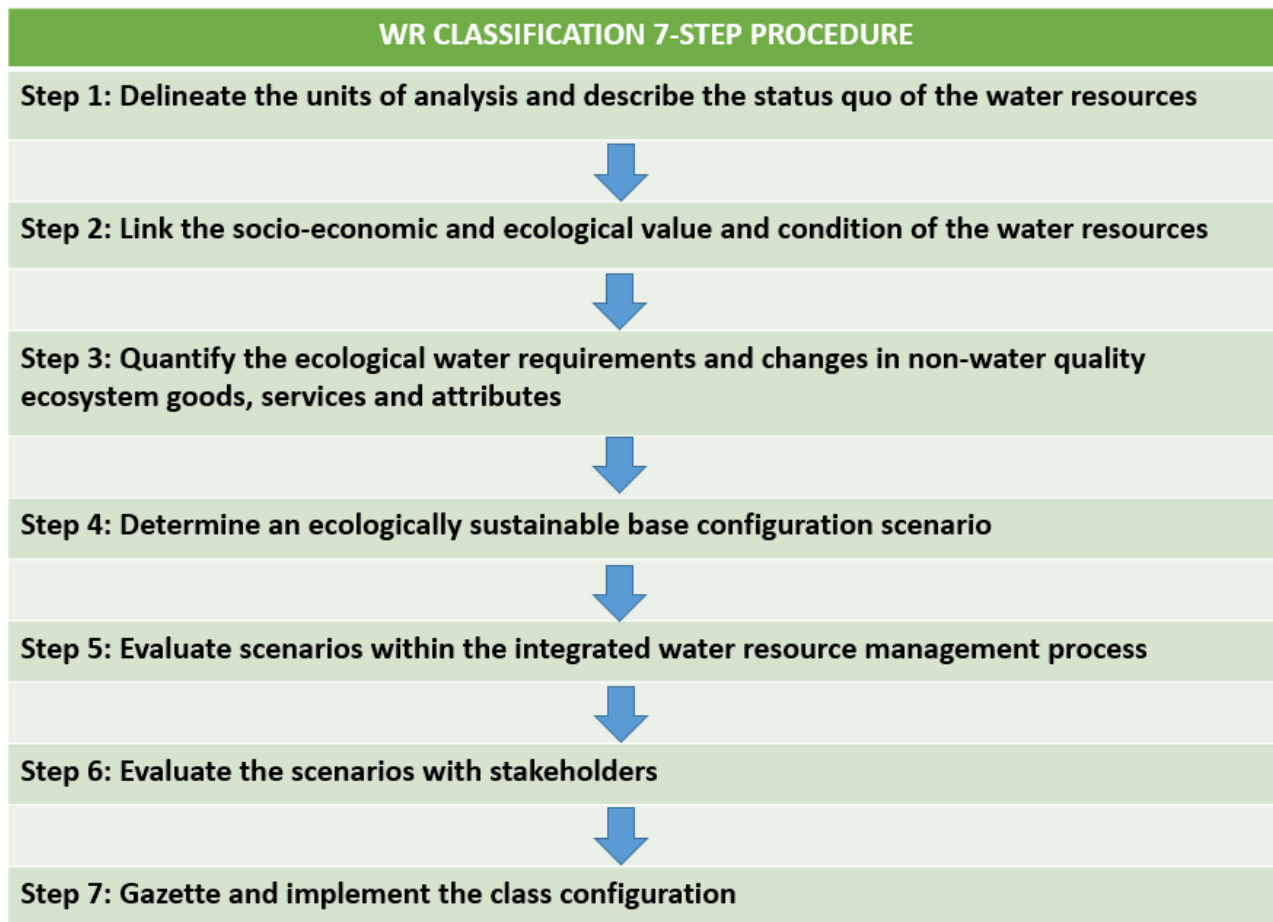 WR CLASSIFICATION 7-STEP PROCEDURE
Step 1: Delineate the units of analysis and describe the status quo of the water resources
Step 2: Link the socio-economic and ecological value and condition of the water resources
Step 3: Quantify the ecological water requirements and changes in non-water quality
ecosystem goods, services and attributes
Step 4: Determine an ecologically sustainable base configuration scenario
Step 5: Evaluate scenarios within the integrated water resource management process
Step 6: Evaluate the scenarios with stakeholders
Step 7: Gazette and implement the class configuration